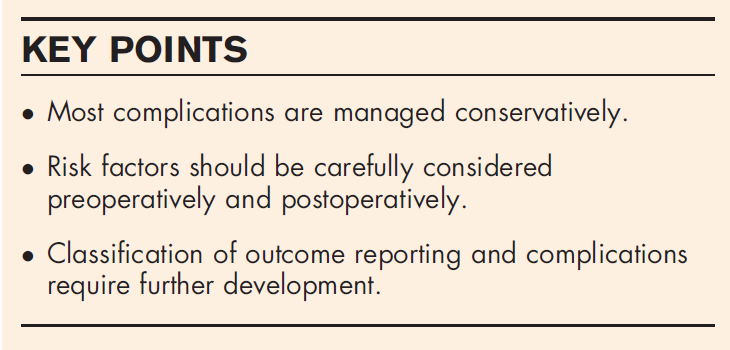 KEY POINTS
● Most complications are managed conservatively.
● Risk factors should be carefully considered
preoperatively and postoperatively.
● Classification of outcome reporting and complications
require further development.